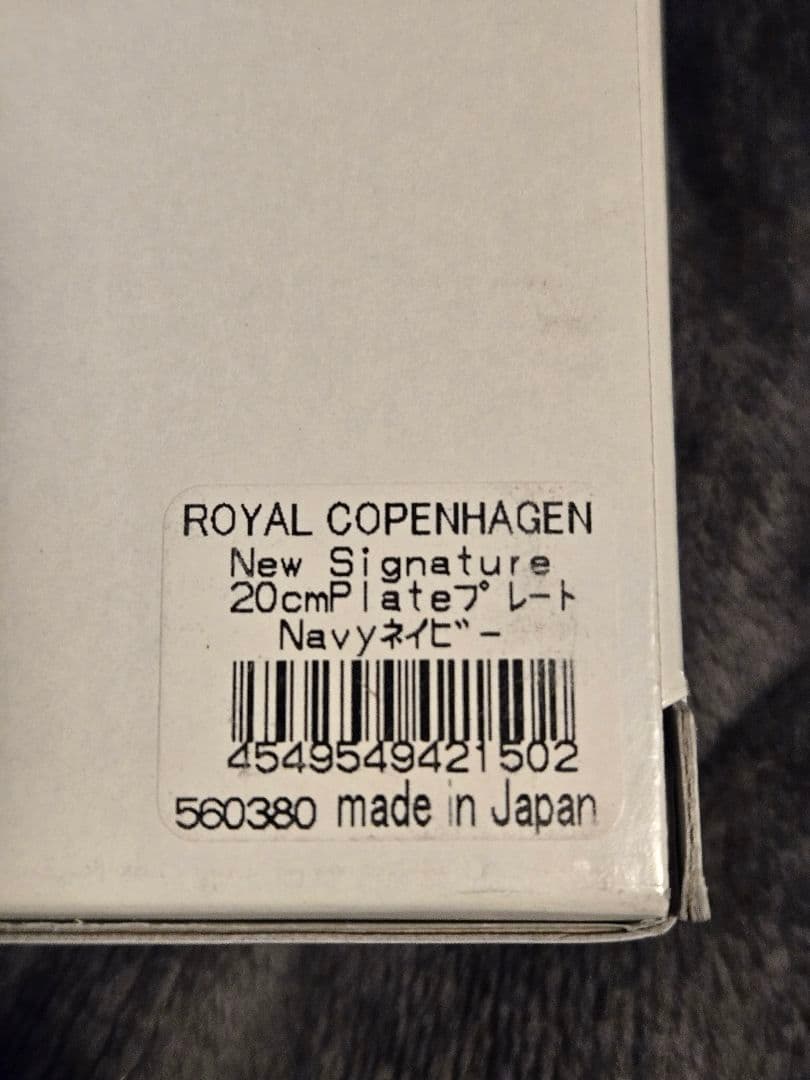 ROYAL COPENHAGEN
New Signature
20cmPlateプレート
Navyネイビー
4549549421502
560380 made in Japan